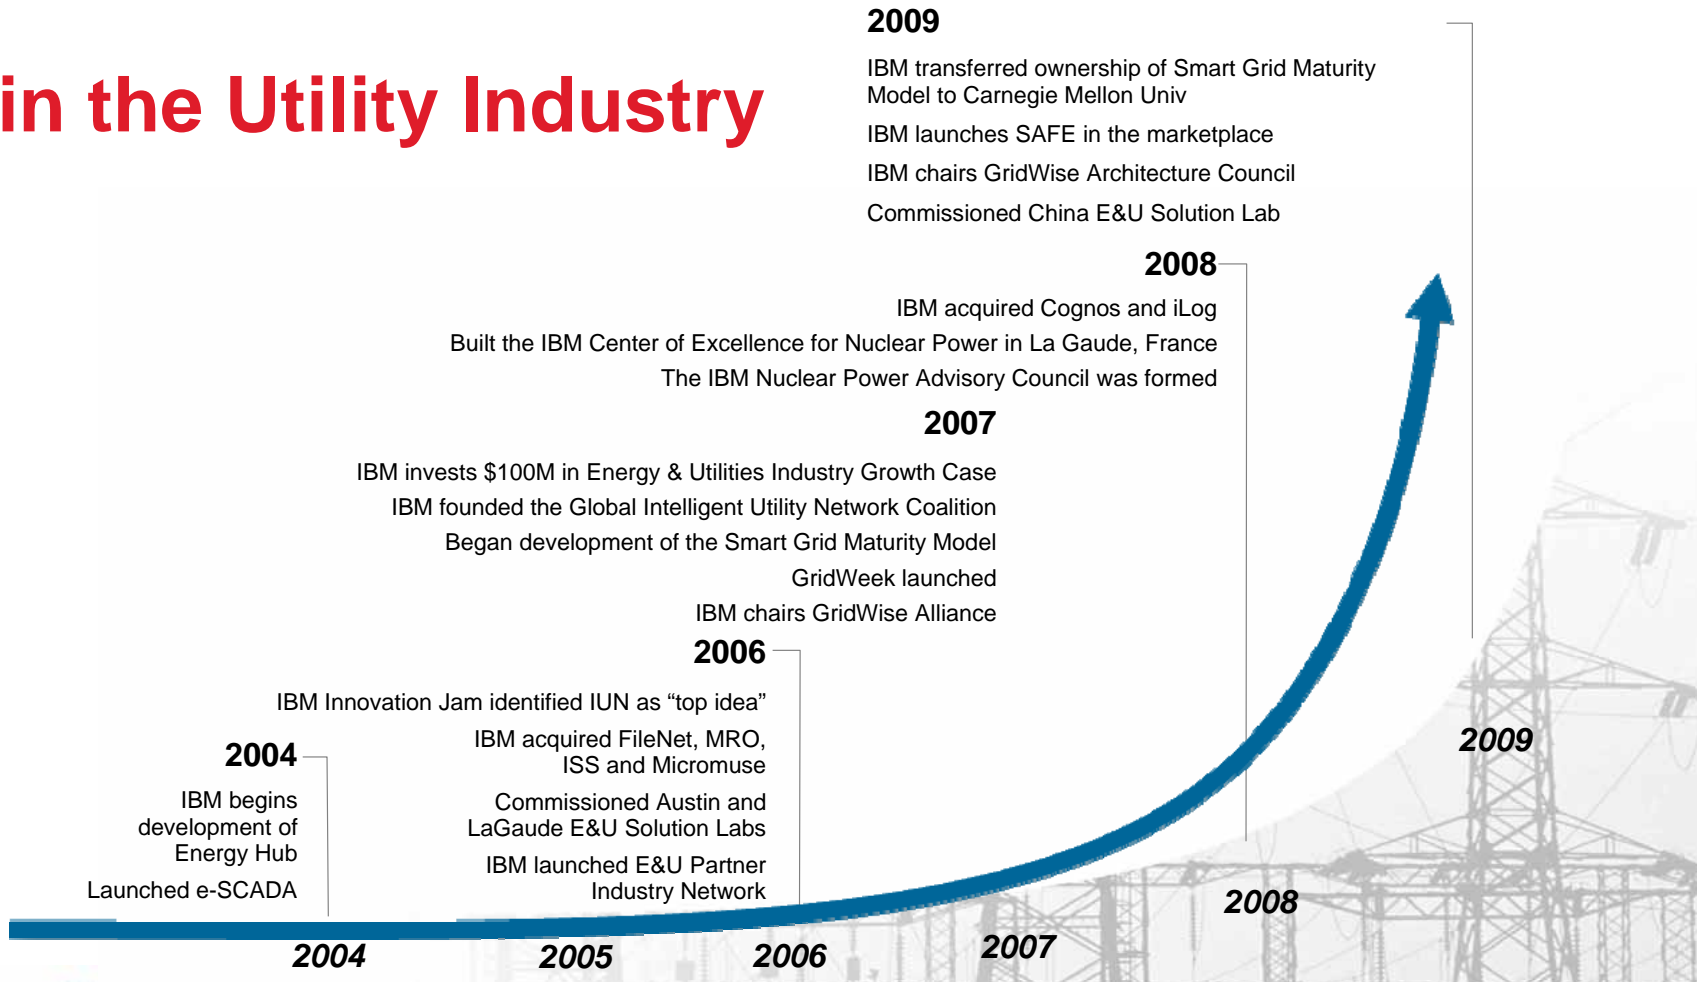 in the Utility Industry
2009
IBM transferred ownership of Smart Grid Maturity
Model to Carnegie Mellon Univ
IBM launches SAFE in the marketplace
IBM chairs GridWise Architecture Council
Commissioned China E&U Solution Lab
2008
IBM acquired Cognos and iLog
Built the IBM Center of Excellence for Nuclear Power in La Gaude, France
The IBM Nuclear Power Advisory Council was formed
2007
IBM invests $100M in Energy & Utilities Industry Growth Case
IBM founded the Global Intelligent Utility Network Coalition
Began development of the Smart Grid Maturity Model
GridWeek launched
IBM chairs GridWise Alliance
2006
IBM Innovation Jam identified IUN as “top idea”
IBM acquired FileNet, MRO,
ISS and Micromuse
Commissioned Austin and
LaGaude E&U Solution Labs
IBM launched E&U Partner
Industry Network
2004
IBM begins
development of
Energy Hub
Launched e-SCADA
2004
2005
2006
2007
2008
2009